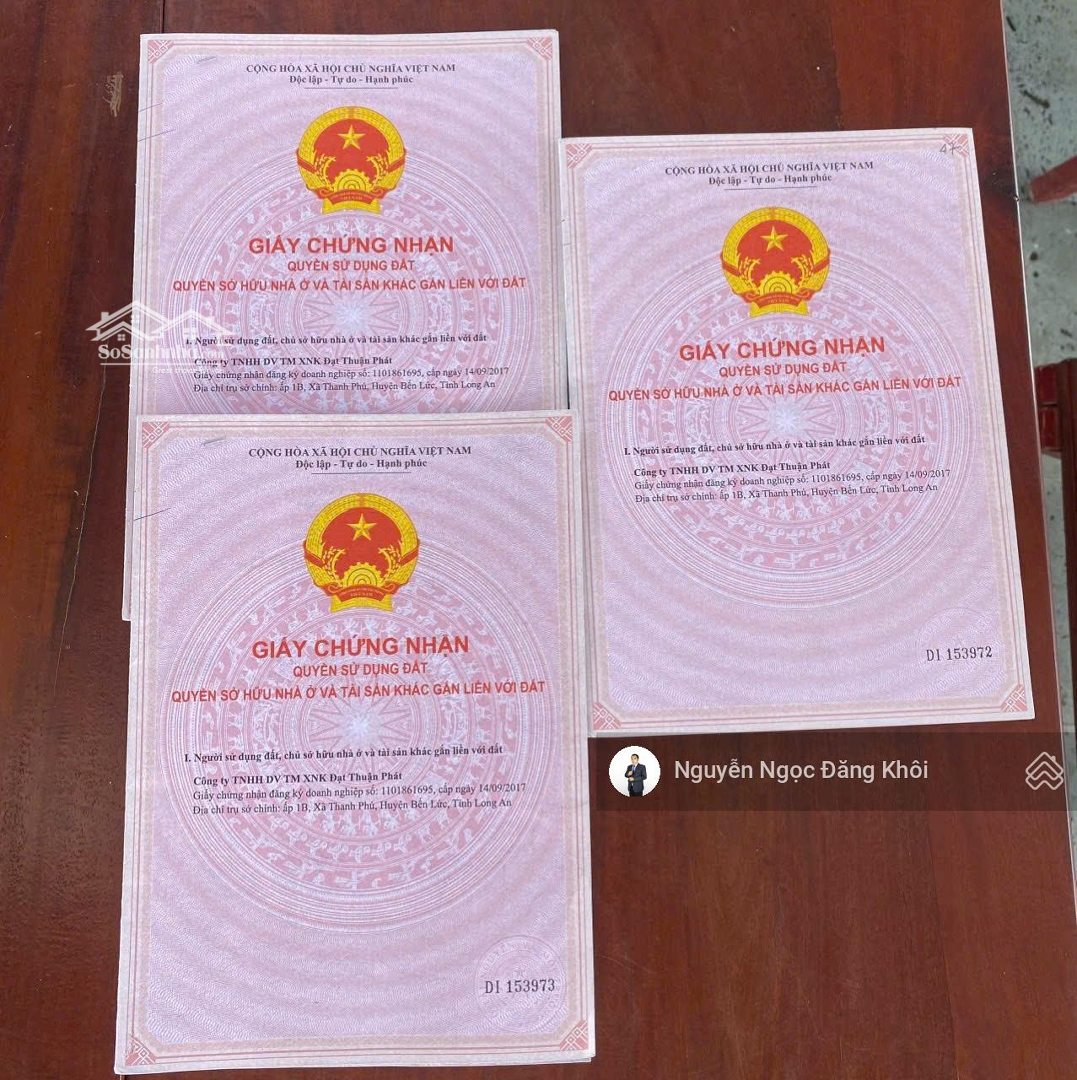 CỘNG HÒA XÃ HỘI CHỦ NGHĨA VIỆT NAM
Độc lập - Tự do - Hạnh phúc
GIẤY CHỨNG NHẬN
QUYỀN SỬ DỤNG ĐẤT
QUYỀN SỞ HỮU NHÀ Ở VÀ TÀI SẢN KHÁC GẮN LIỀN VỚI ĐẤT
I. Người sử dụng đất, chủ sở hữu nhà ở và tài sản khác gắn liền với đất
Công ty TNHH DV TM XNK Đạt Thuận Phát
Giấy chứng nhận đăng ký doanh nghiệp số: 1101861695, cấp ngày 14/09/2017
Địa chỉ trụ sở chính: ấp 1B, Xã Thanh Phú, Huyện Bến Lức, Tỉnh Long An
47
CỘNG HÒA XÃ HỘI CHỦ NGHĨA VIỆT NAM
Độc lập - Tự do - Hạnh phúc
GIẤY CHỨNG NHẬN
QUYỀN SỬ DỤNG ĐẤT
QUYỀN SỞ HỮU NHÀ Ở VÀ TÀI SẢN KHÁC GẮN LIỀN VỚI ĐẤT
I. Người sử dụng đất, chủ sở hữu nhà ở và tài sản khác gắn liền với đất
Công ty TNHH DV TM XNK Đạt Thuận Phát
Giấy chứng nhận đăng ký doanh nghiệp số: 1101861695, cấp ngày 14/09/2017
Địa chỉ trụ sở chính: ấp 1B, Xã Thanh Phú, Huyện Bến Lức, Tỉnh Long An
DI 153972
CỘNG HÒA XÃ HỘI CHỦ NGHĨA VIỆT NAM
Độc lập - Tự do - Hạnh phúc
GIẤY CHỨNG NHẬN
QUYỀN SỬ DỤNG ĐẤT
QUYỀN SỞ HỮU NHÀ Ở VÀ TÀI SẢN KHÁC GẮN LIỀN VỚI ĐẤT
I. Người sử dụng đất, chủ sở hữu nhà ở và tài sản khác gắn liền với đất
Công ty TNHH DV TM XNK Đạt Thuận Phát
Giấy chứng nhận đăng ký doanh nghiệp số: 1101861695, cấp ngày 14/09/2017
Địa chỉ trụ sở chính: ấp 1B, Xã Thanh Phú, Huyện Bến Lức, Tỉnh Long An
DI 153973
Nguyễn Ngọc Đăng Khôi